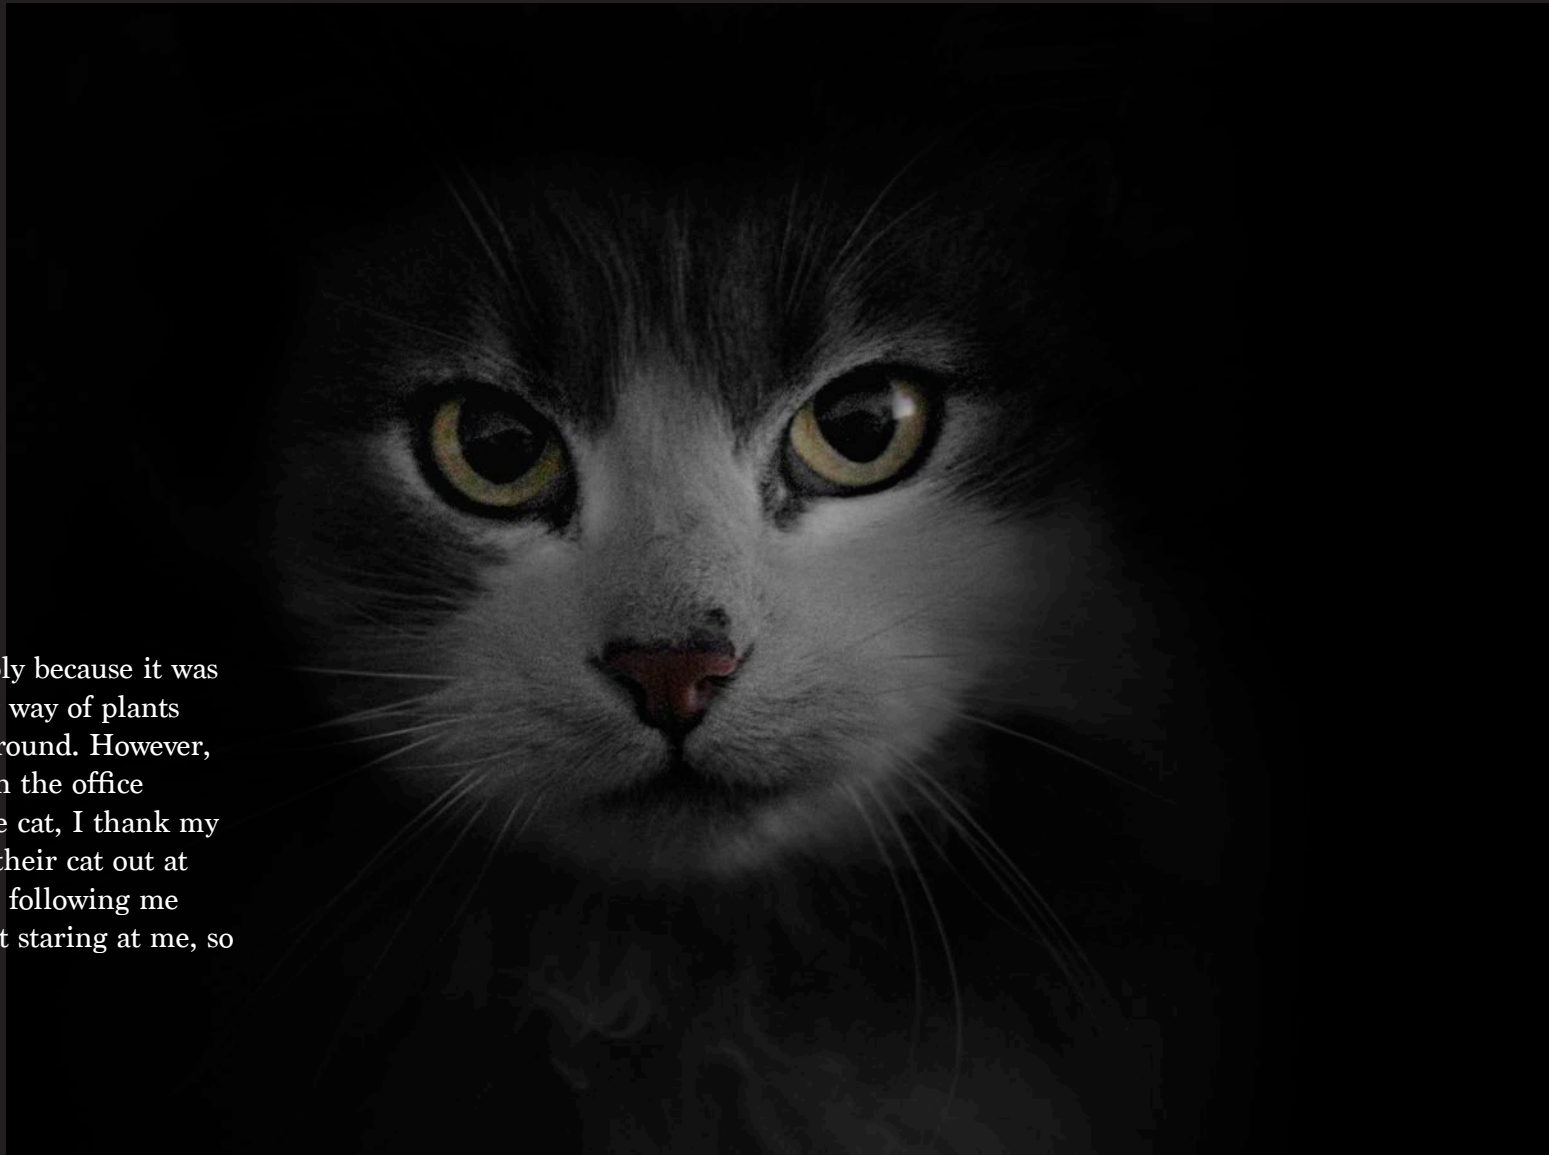 ly because it was
way of plants
round. However,
n the office
e cat, I thank my
their cat out at
following me
t staring at me, so